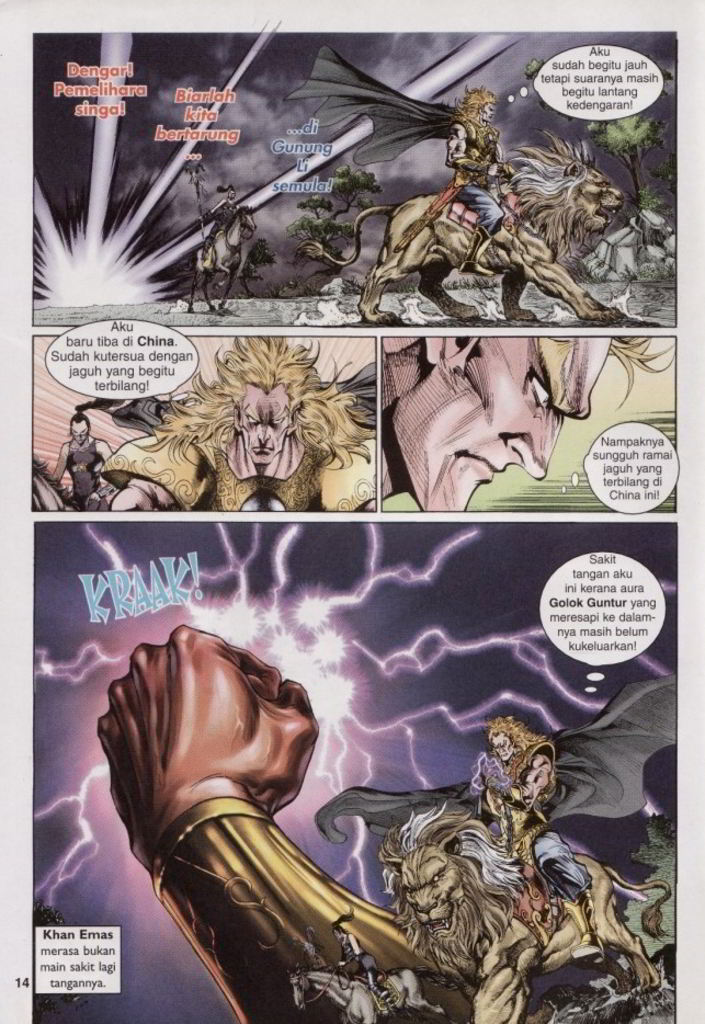 Dengar!
Pemelihara
singa!
Biarlah
kita
bertarung
...
...di
Gunung
Li
semula!
Aku
sudah begitu jauh
tetapi suaranya masih
begitu lantang
kedengaran!
Aku
baru tiba di China.
Sudah kutersua dengan
jaguh yang begitu
terbilang!
Nampaknya
sungguh ramai
jaguh yang
terbilang di
China ini!
KRAAK!
Sakit
tangan aku
ini kerana aura
Golok Guntur yang
meresapi ke dalam-
nya masih belum
kukeluarkan!
Khan Emas
merasa bukan
main sakit lagi
tangannya.
14